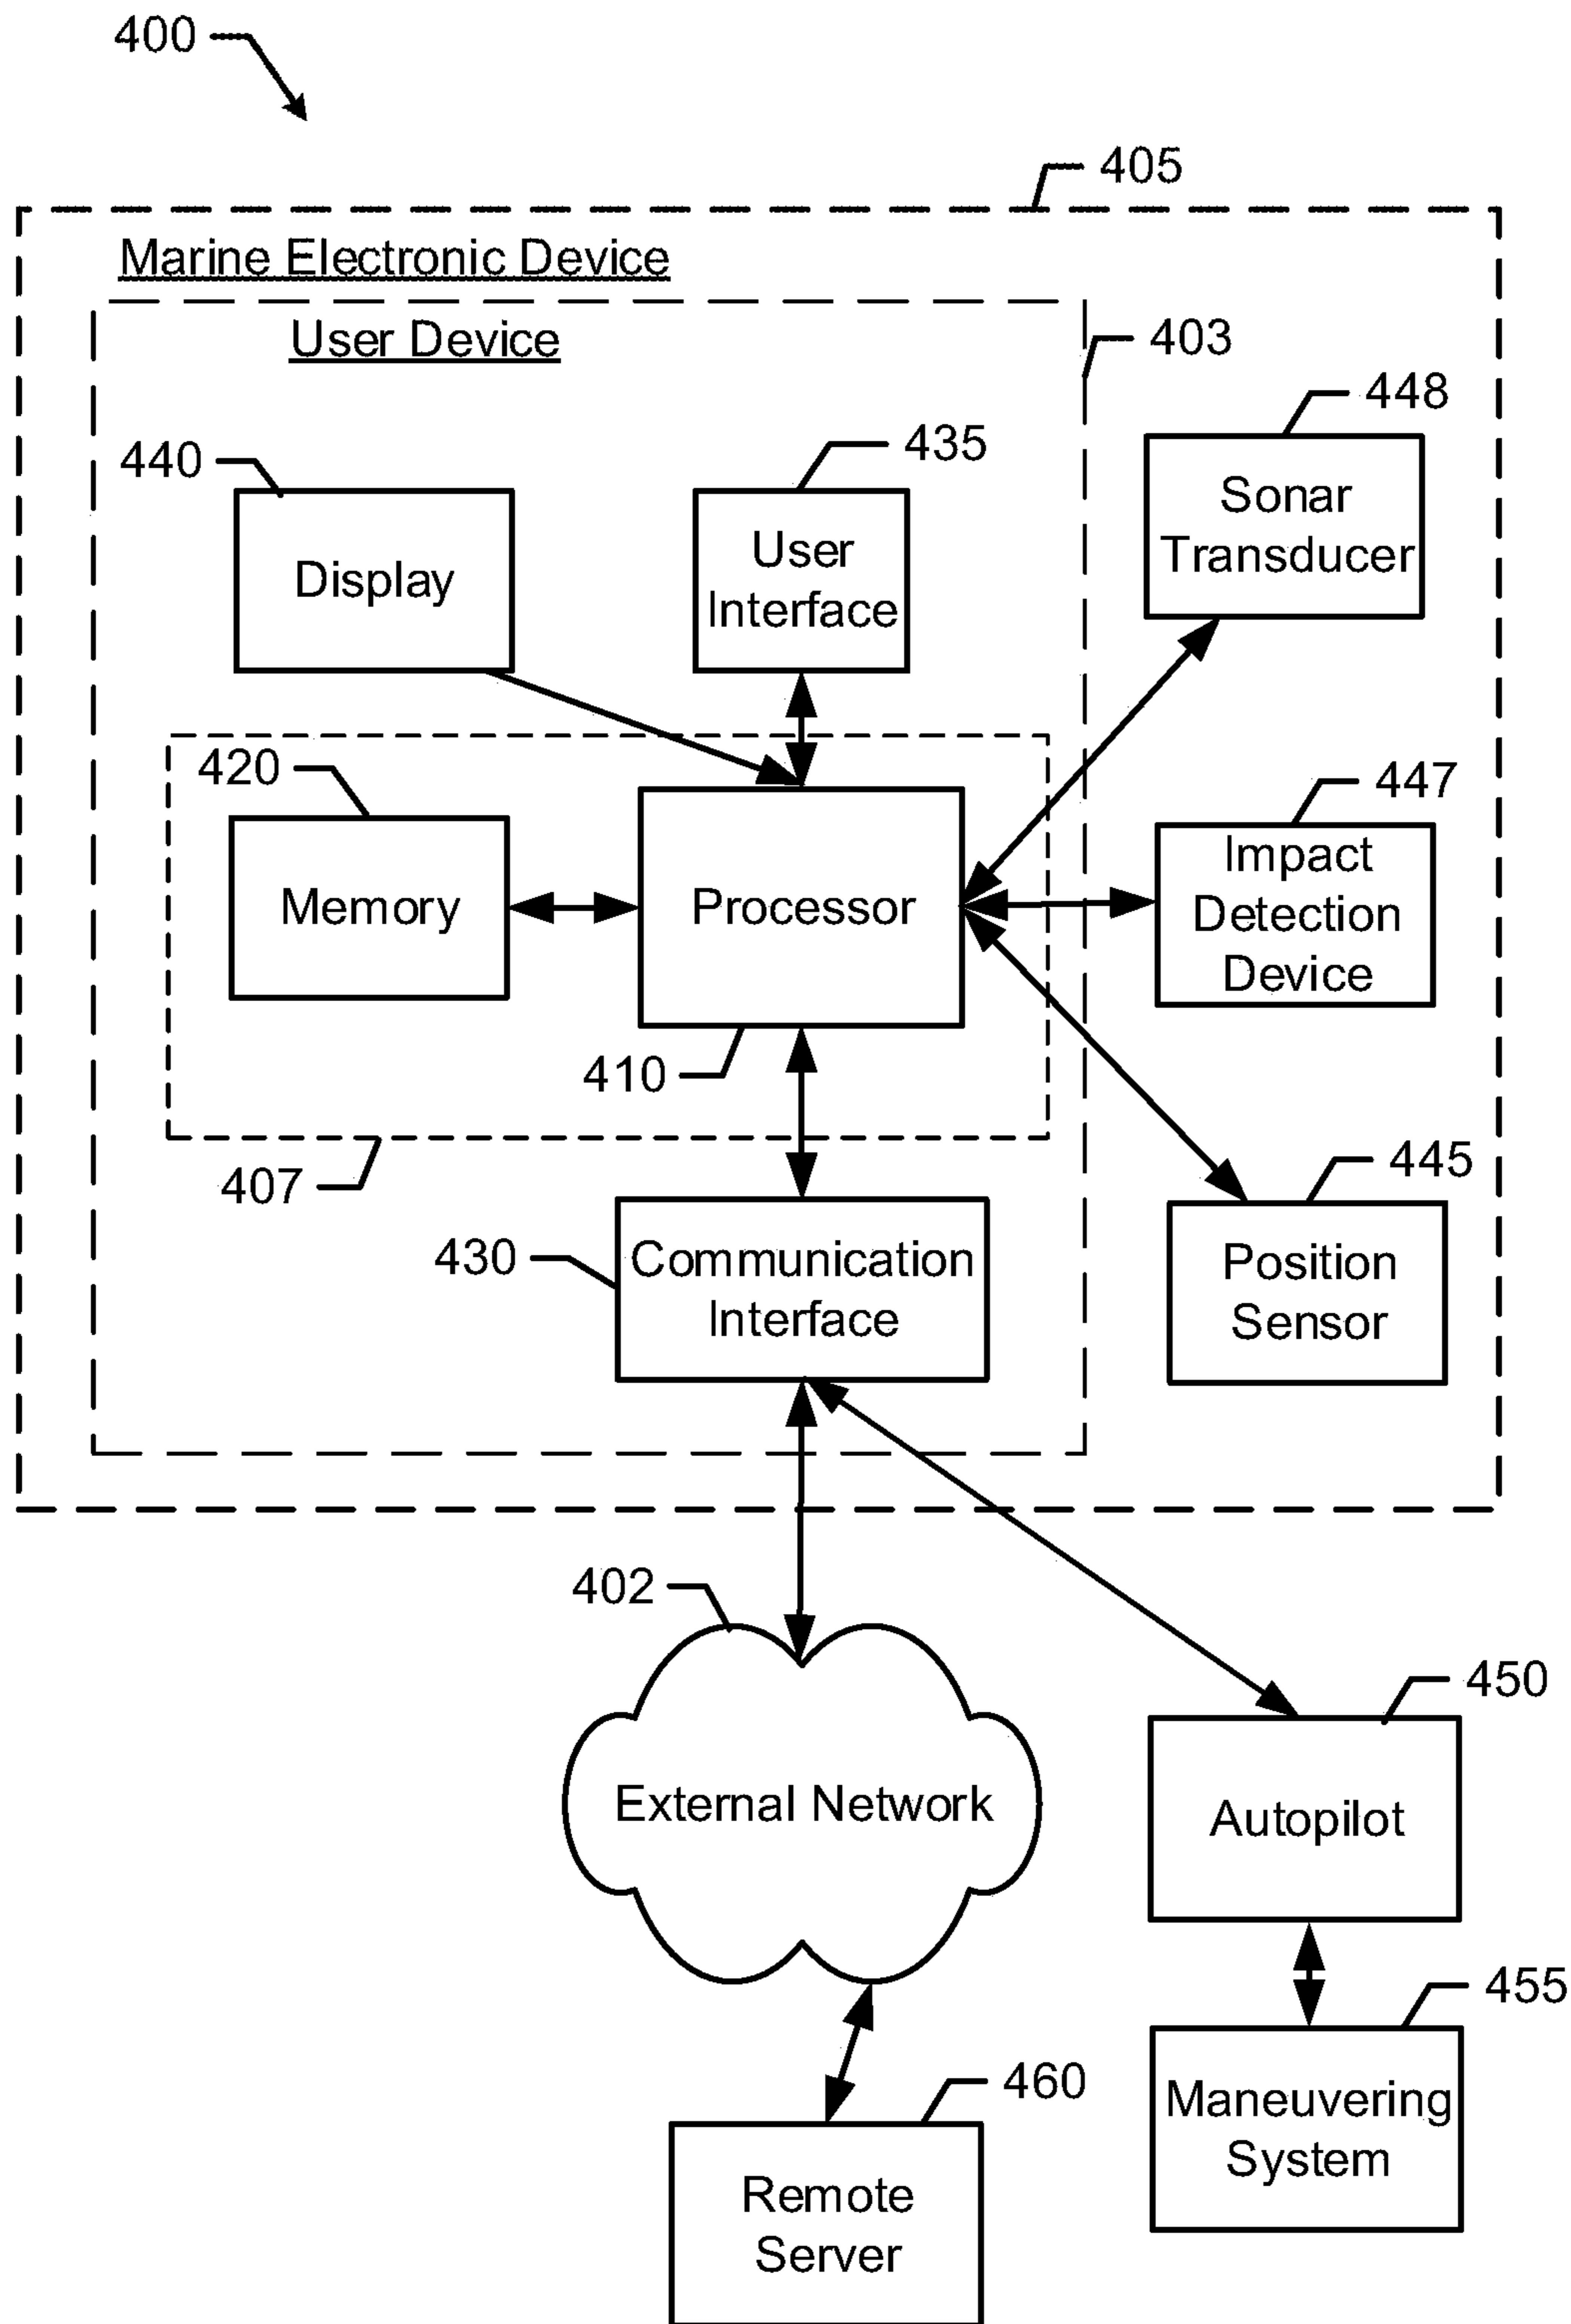 400
405
Marine Electronic Device
User Device
403
448
440
435
Sonar
Transducer
Display
User
Interface
420
447
Memory
Processor
Impact
Detection
Device
410
407
445
430
Communication
Interface
Position
Sensor
402
450
External Network
Autopilot
455
460
Maneuvering
System
Remote
Server